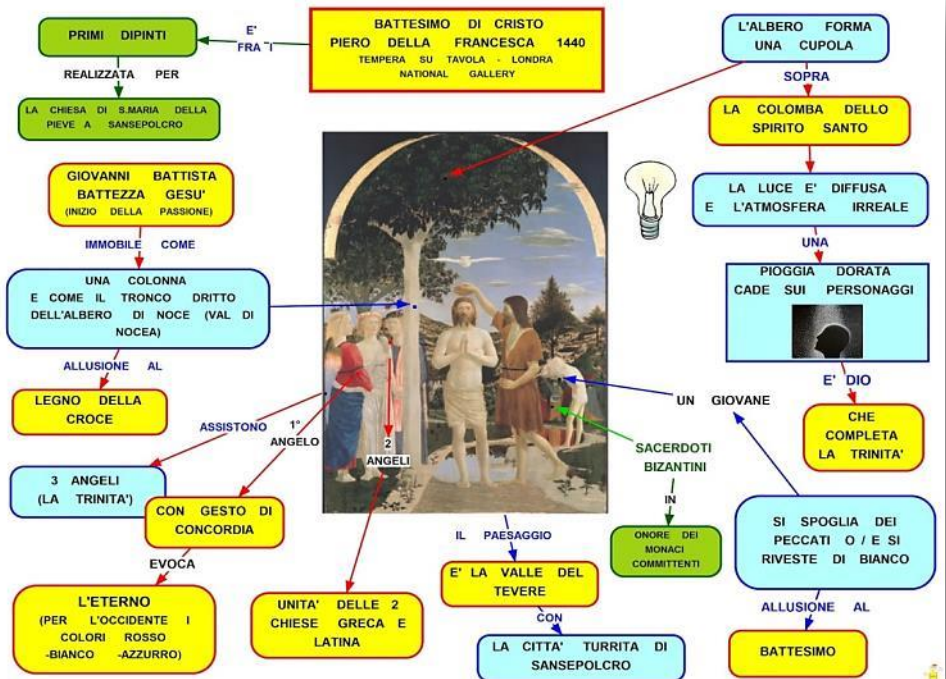 BATTESIMO DI CRISTO
PIERO DELLA FRANCESCA 1440
TEMPERA SU TAVOLA - LONDRA
NATIONAL GALLERY
E'
FRA I
PRIMI DIPINTI
REALIZZATA PER
LA CHIESA DI S.MARIA DELLA
PIEVE A SANSEPOLCRO
L'ALBERO FORMA
UNA CUPOLA
SOPRA
LA COLOMBA DELLO
SPIRITO SANTO
LA LUCE E' DIFFUSA
E L'ATMOSFERA IRREALE
UNA
PIOGGIA DORATA
CADE SUI PERSONAGGI
E' DIO
CHE
COMPLETA
LA TRINITA'
GIOVANNI BATTISTA
BATTEZZA GESU'
(INIZIO DELLA PASSIONE)
IMMOBILE COME
UNA COLONNA
E COME IL TRONCO DRITTO
DELL'ALBERO DI NOCE (VAL DI
NOCEA)
ALLUSIONE AL
LEGNO DELLA
CROCE
ASSISTONO
3 ANGELI
(LA TRINITA')
1°
ANGELO
CON GESTO DI
CONCORDIA
EVOCA
L'ETERNO
(PER L'OCCIDENTE I
COLORI ROSSO
-BIANCO -AZZURRO)
2
ANGELI
UNITA' DELLE 2
CHIESE GRECA E
LATINA
IL PAESAGGIO
E' LA VALLE DEL
TEVERE
CON
LA CITTA' TURRITA DI
SANSEPOLCRO
SACERDOTI
BIZANTINI
IN
ONORE DEI
MONACI
COMMITTENTI
UN GIOVANE
SI SPOGLIA DEI
PECCATI O / E SI
RIVESTE DI BIANCO
ALLUSIONE AL
BATTESIMO